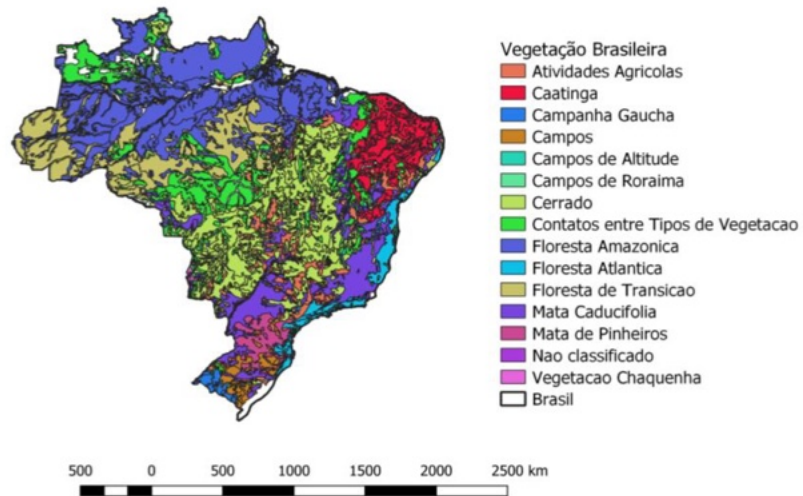 Vegetação Brasileira
Atividades Agricolas
Caatinga
Campanha Gaucha
Campos
Campos de Altitude
Campos de Roraima
Cerrado
Contatos entre Tipos de Vegetacao
Floresta Amazonica
Floresta Atlantica
Floresta de Transicao
Mata Caducifolia
Mata de Pinheiros
Nao classificado
Vegetacao Chaquenha
Brasil
500 0 500 1000 1500 2000 2500 km